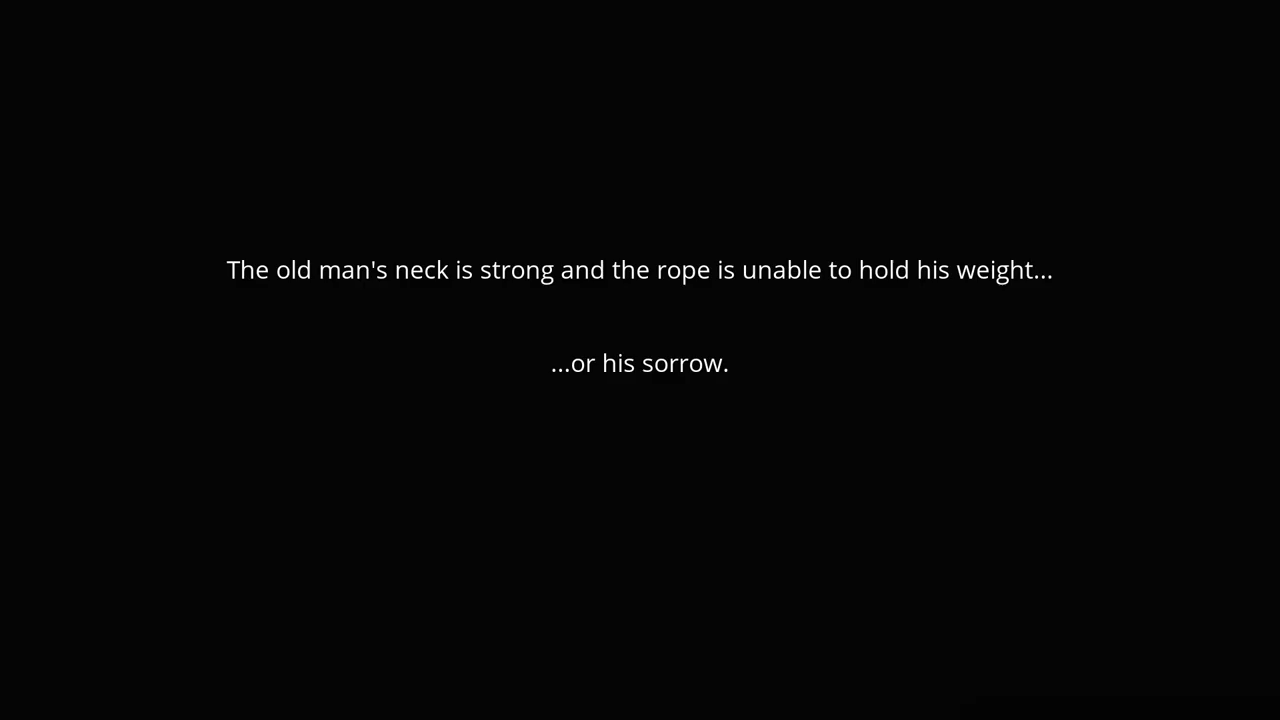 The old man's neck is strong and the rope is unable to hold his weight...
...or his sorrow.